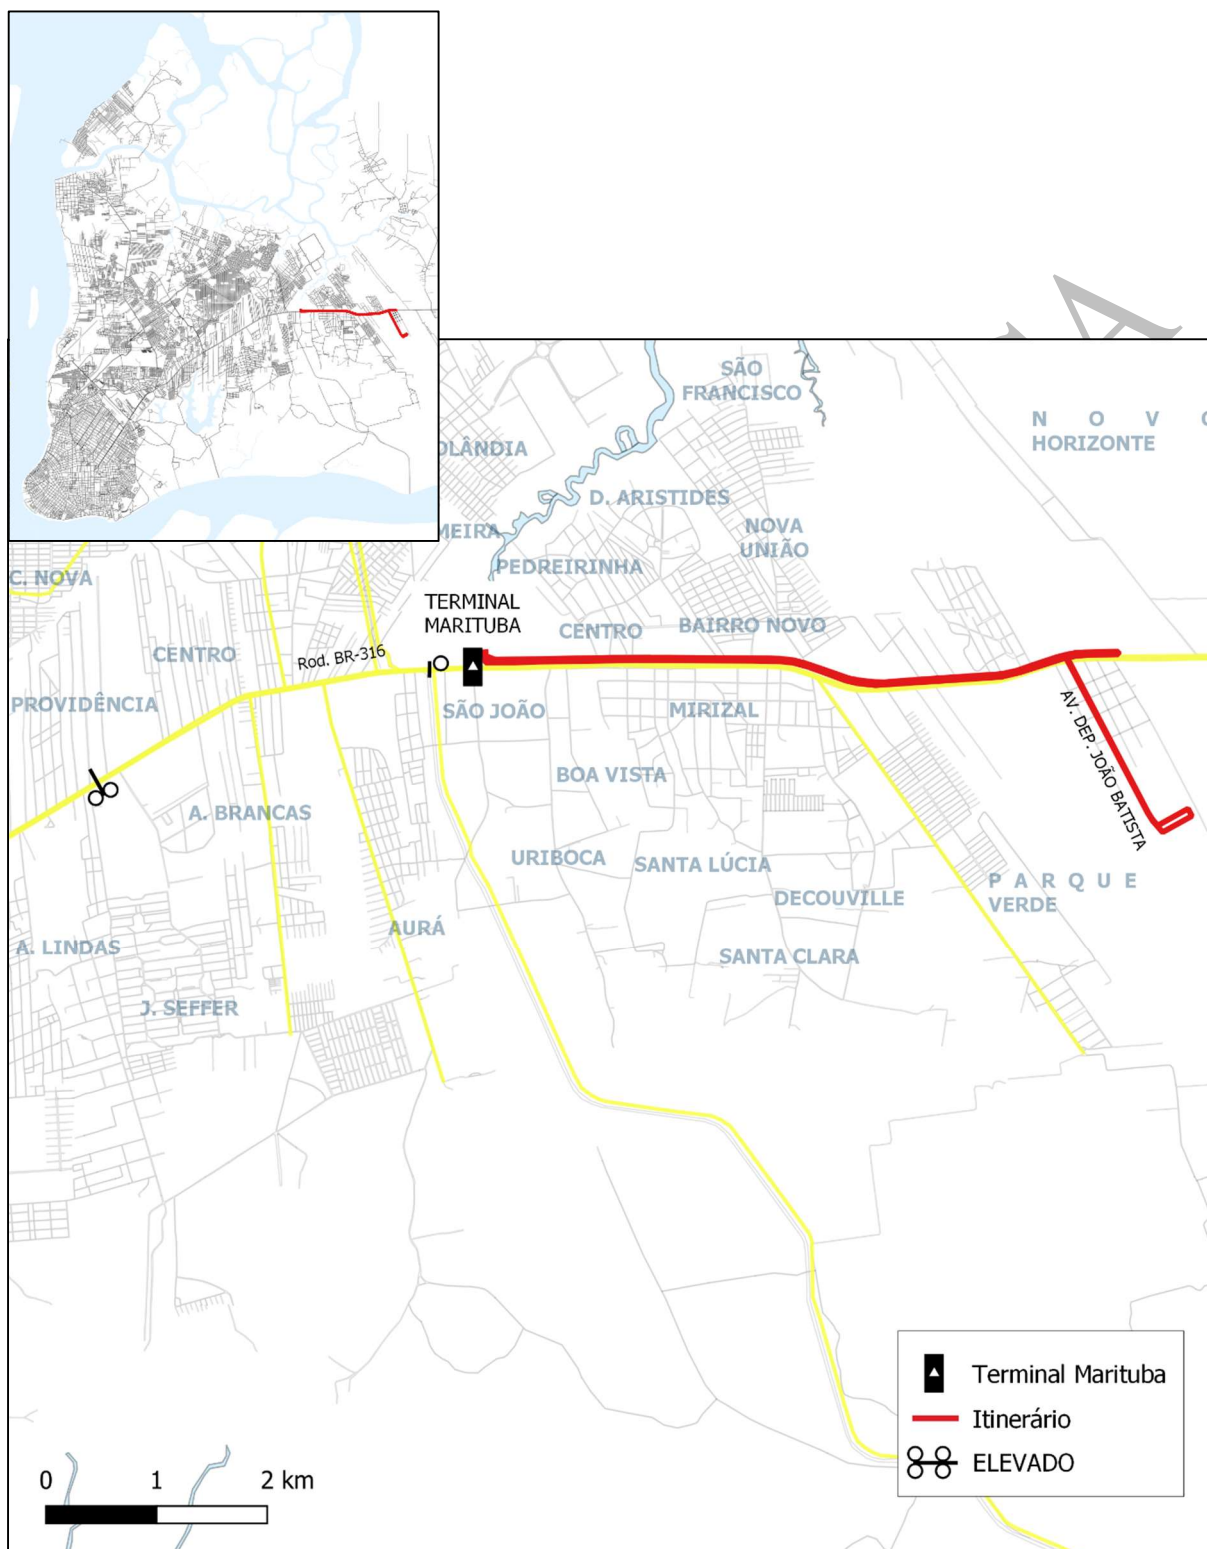 SÃO
FRANCISCO
N O V
HORIZONTE
OLÂNDIA
D. ARISTIDES
MEIRA
NOVA
UNIÃO
PEDREIRINHA
C. NOVA
TERMINAL
MARITUBA
CENTRO
BAIRRO NOVO
CENTRO
Rod. BR-316
PROVIDÊNCIA
SÃO JOÃO
MIRIZAL
AV. DEP. JOÃO BATISTA
BOA VISTA
A. BRANCAS
URIBOCA
SANTA LÚCIA
DECOUVILLE
P A R Q U E
VERDE
AURÁ
A. LINDAS
SANTA CLARA
J. SEFFER
Terminal Marituba
Itinerário
ELEVADO
0 1 2 km